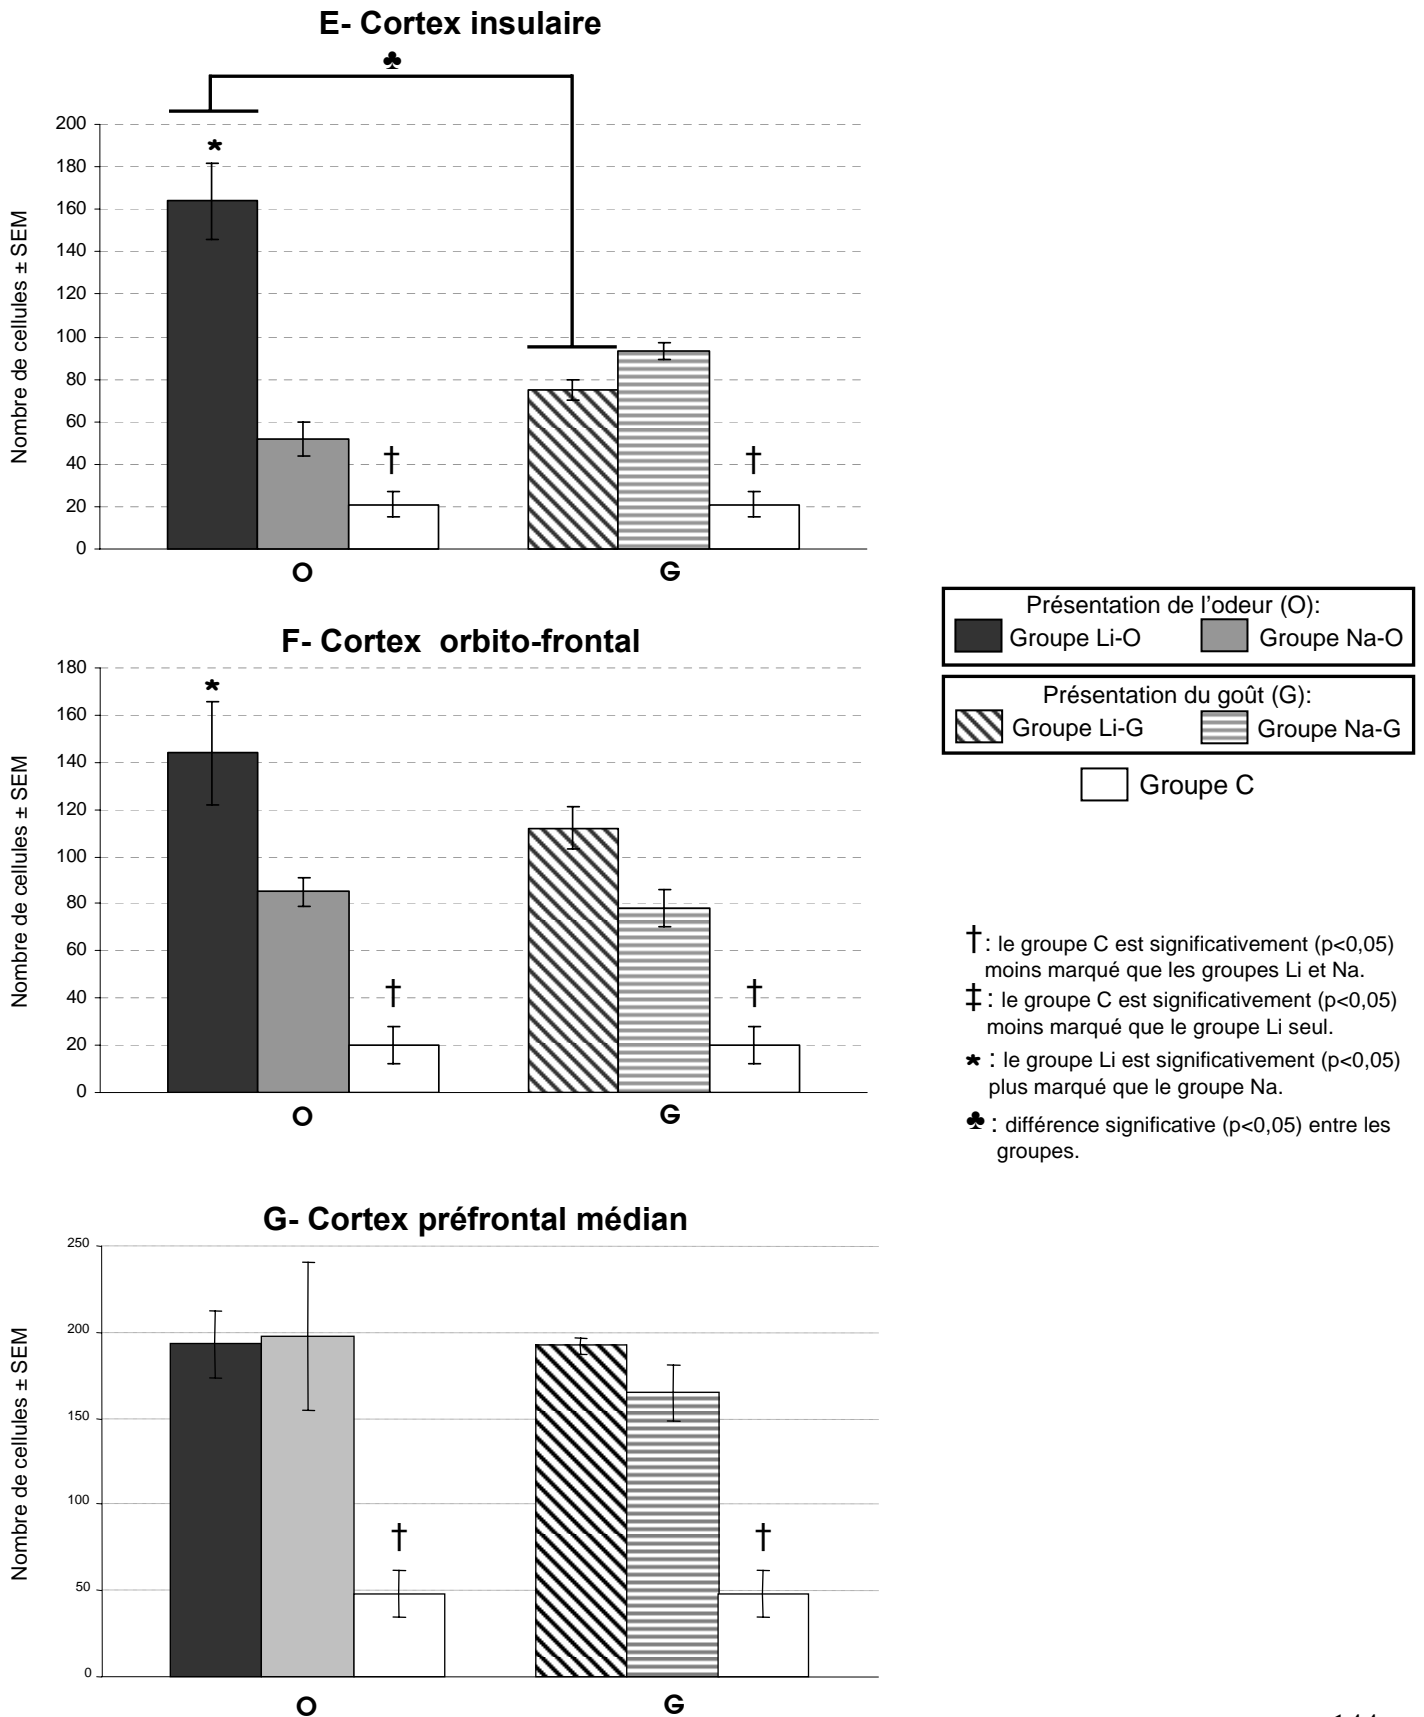 E- Cortex insulaire
♣
Nombre de cellules ± SEM
200
180
160
140
120
100
80
60
40
20
0
*
†
†
O
G
Présentation de l'odeur (O):
Groupe Li-O
Groupe Na-O
Présentation du goût (G):
Groupe Li-G
Groupe Na-G
Groupe C
F- Cortex orbito-frontal
Nombre de cellules ± SEM
180
160
140
120
100
80
60
40
20
0
*
†
†
O
G
† : le groupe C est significativement (p<0,05)
moins marqué que les groupes Li et Na.
‡ : le groupe C est significativement (p<0,05)
moins marqué que le groupe Li seul.
* : le groupe Li est significativement (p<0,05)
plus marqué que le groupe Na.
♣ : différence significative (p<0,05) entre les
groupes.
G- Cortex préfrontal médian
Nombre de cellules ± SEM
250
200
150
100
50
0
†
†
O
G